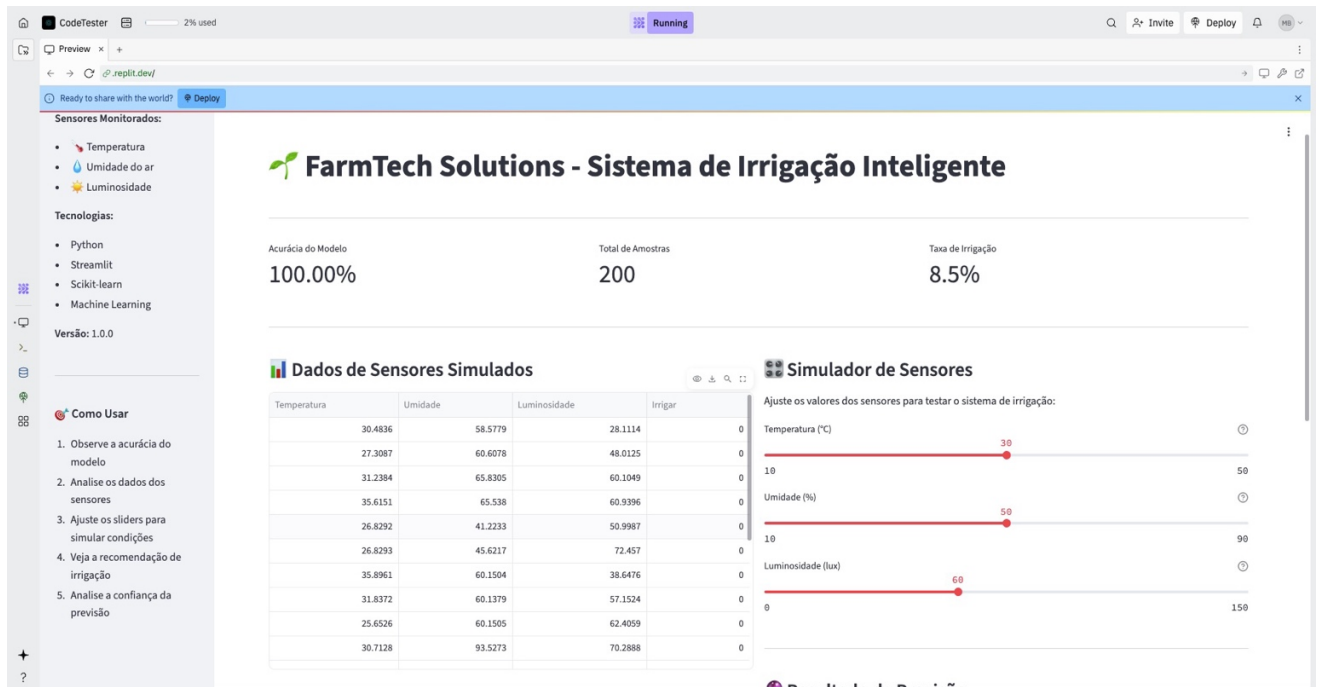 CodeTester
2% used
Running
Invite
Deploy
MB
Preview
.replit.dev/
Ready to share with the world?
Deploy
Sensores Monitorados:
Temperatura
Umidade do ar
Luminosidade
Tecnologias:
Python
Streamlit
Scikit-learn
Machine Learning
Versão: 1.0.0
Como Usar
1. Observe a acurácia do
modelo
2. Analise os dados dos
sensores
3. Ajuste os sliders para
simular condições
4. Veja a recomendação de
irrigação
5. Analise a confiança da
previsão
FarmTech Solutions - Sistema de Irrigação Inteligente
Acurácia do Modelo
100.00%
Total de Amostras
200
Taxa de Irrigação
8.5%
Dados de Sensores Simulados
Temperatura Umidade Luminosidade Irrigar
30.4836 58.5779 28.1114 0
27.3087 60.6078 48.0125 0
31.2384 65.8305 60.1049 0
35.6151 65.538 60.9396 0
26.8292 41.2233 50.9987 0
26.8293 45.6217 72.457 0
35.8961 60.1504 38.6476 0
31.8372 60.1379 57.1524 0
25.6526 60.1505 62.4059 0
30.7128 93.5273 70.2888 0
Simulador de Sensores
Ajuste os valores dos sensores para testar o sistema de irrigação:
Temperatura (°C)
30
10 50
Umidade (%)
50
10 90
Luminosidade (lux)
60
0 150